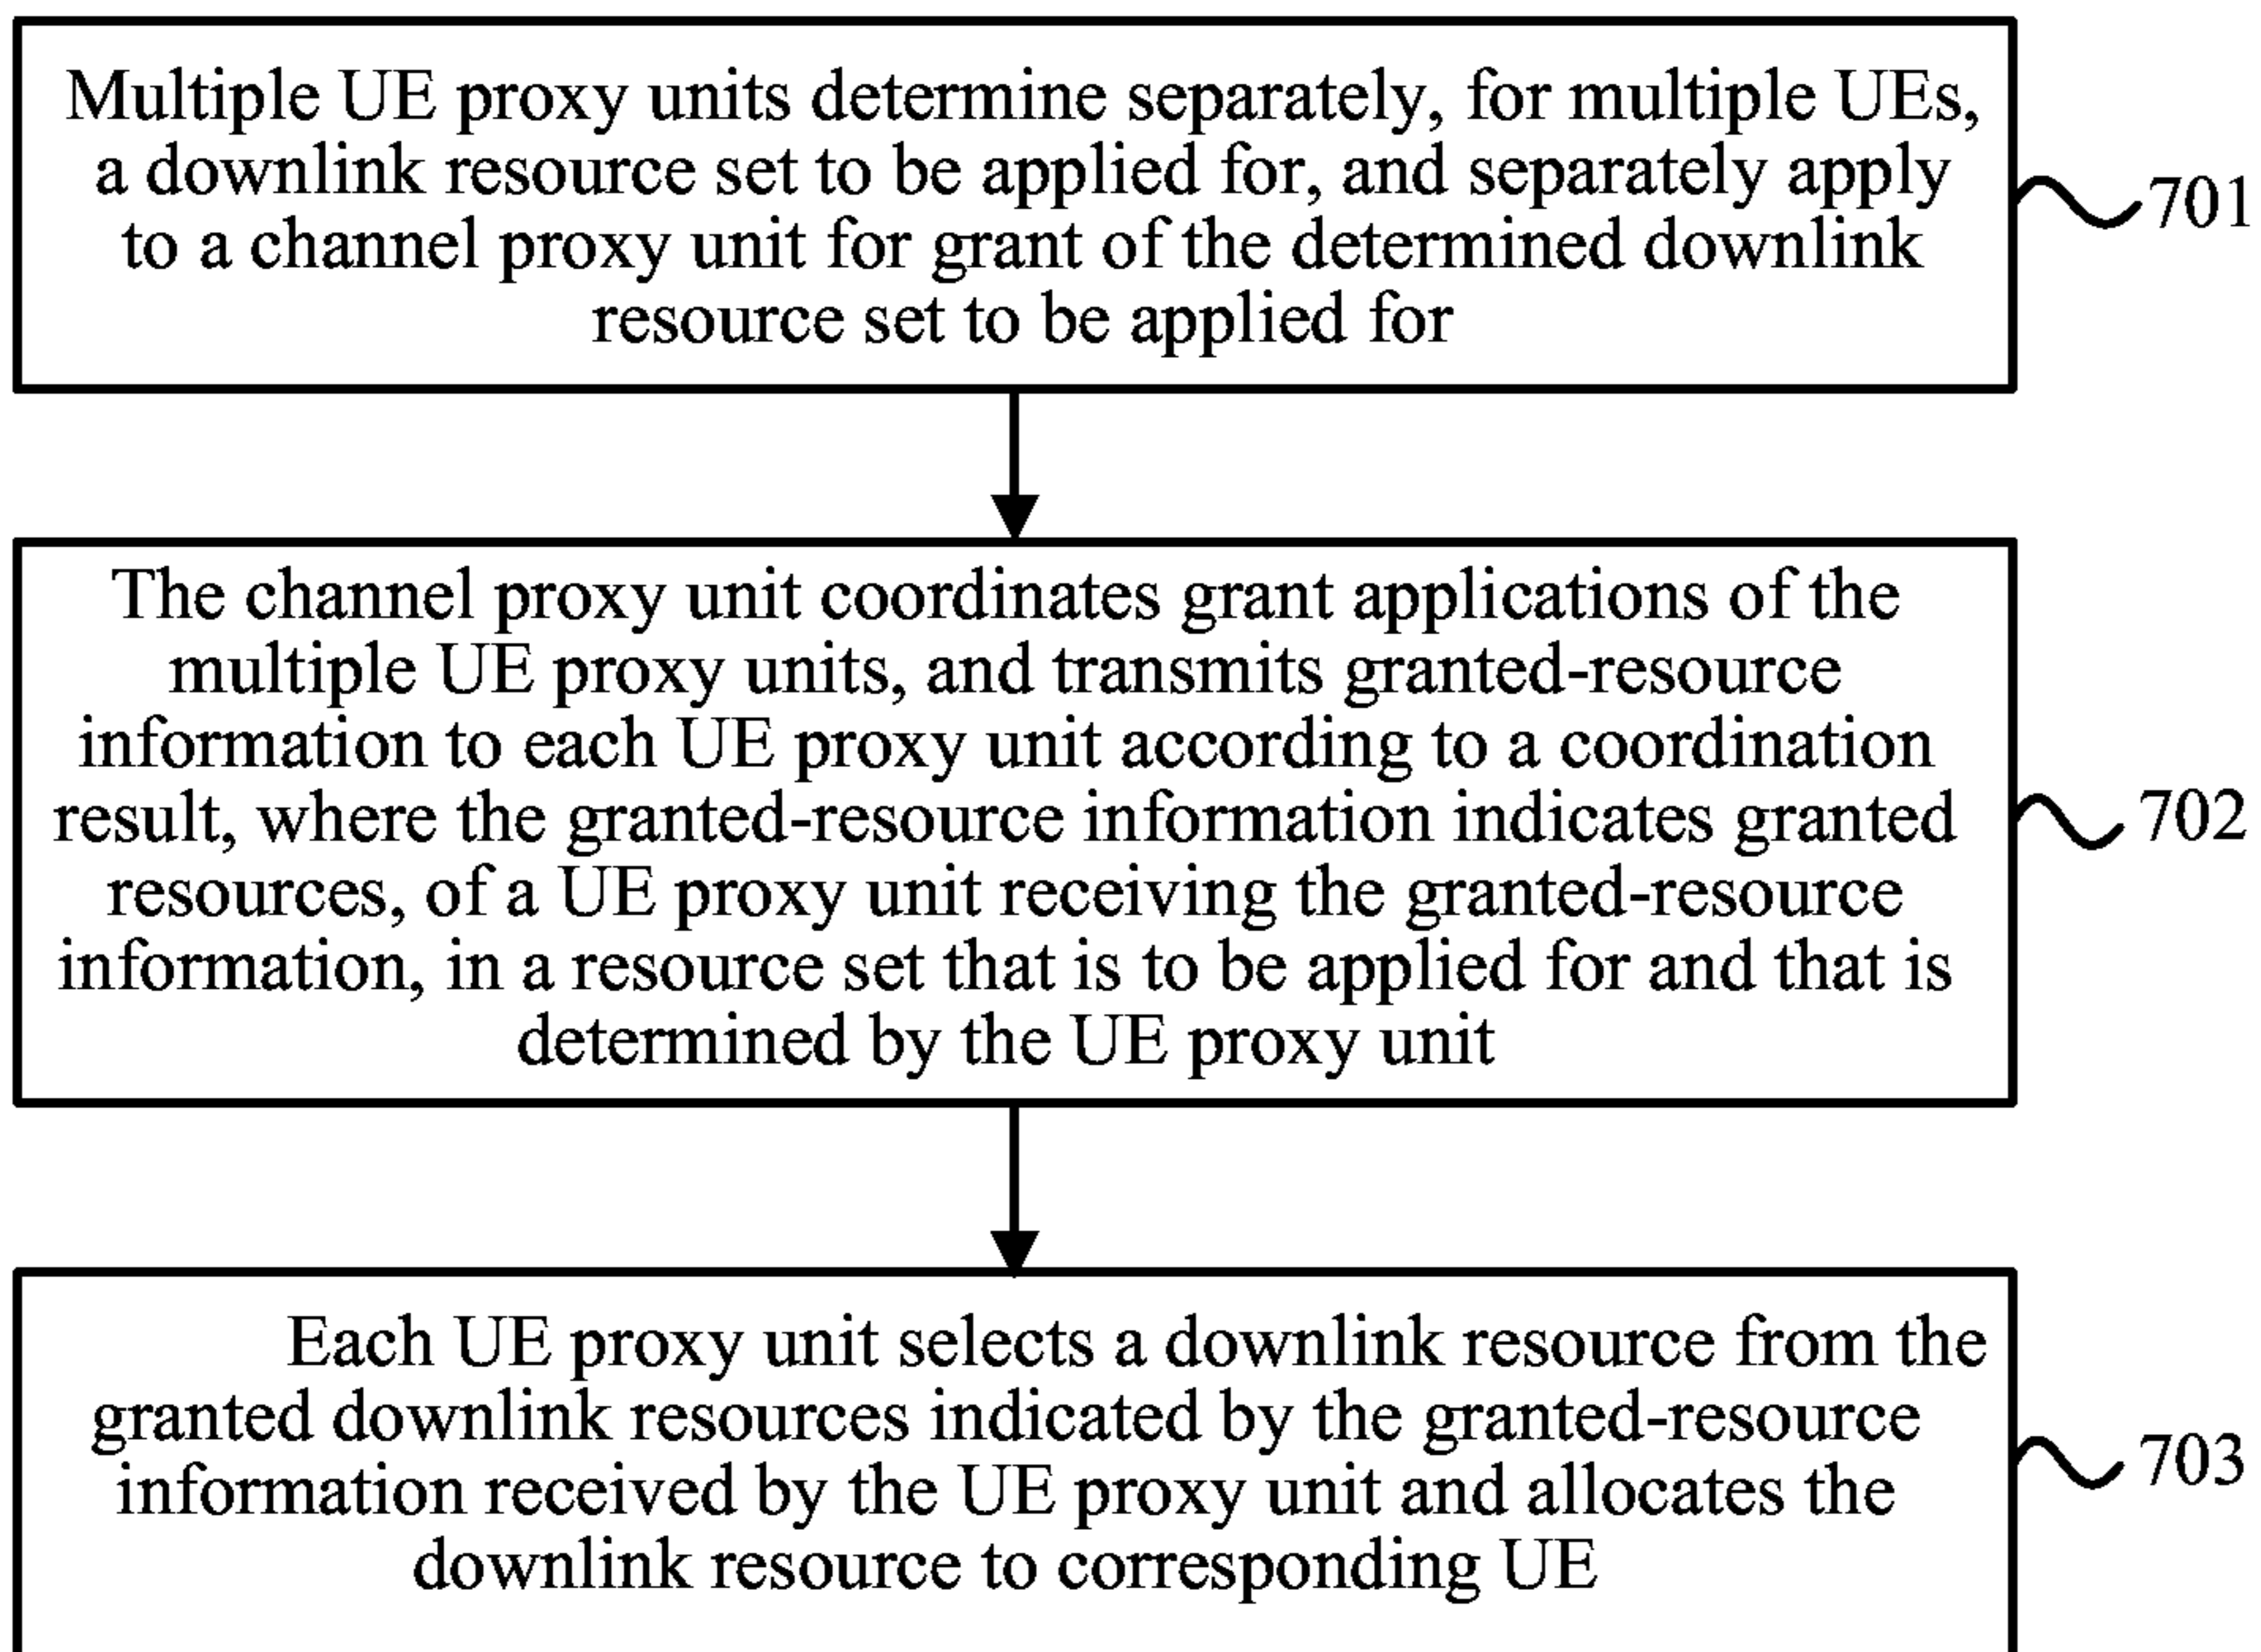 Multiple UE proxy units determine separately, for multiple UEs,
a downlink resource set to be applied for, and separately apply
to a channel proxy unit for grant of the determined downlink
resource set to be applied for
701
The channel proxy unit coordinates grant applications of the
multiple UE proxy units, and transmits granted-resource
information to each UE proxy unit according to a coordination
result, where the granted-resource information indicates granted
resources, of a UE proxy unit receiving the granted-resource
information, in a resource set that is to be applied for and that is
determined by the UE proxy unit
702
Each UE proxy unit selects a downlink resource from the
granted downlink resources indicated by the granted-resource
information received by the UE proxy unit and allocates the
downlink resource to corresponding UE
703